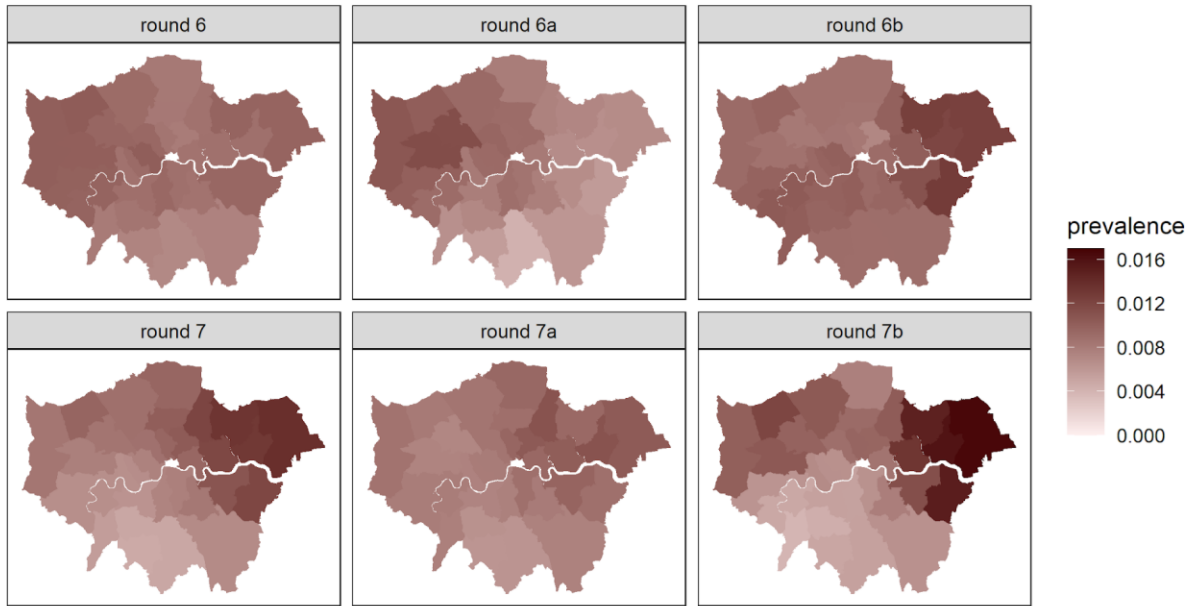 round 6
round 6a
round 6b
round 7
round 7a
round 7b
prevalence
0.016
0.012
0.008
0.004
0.000